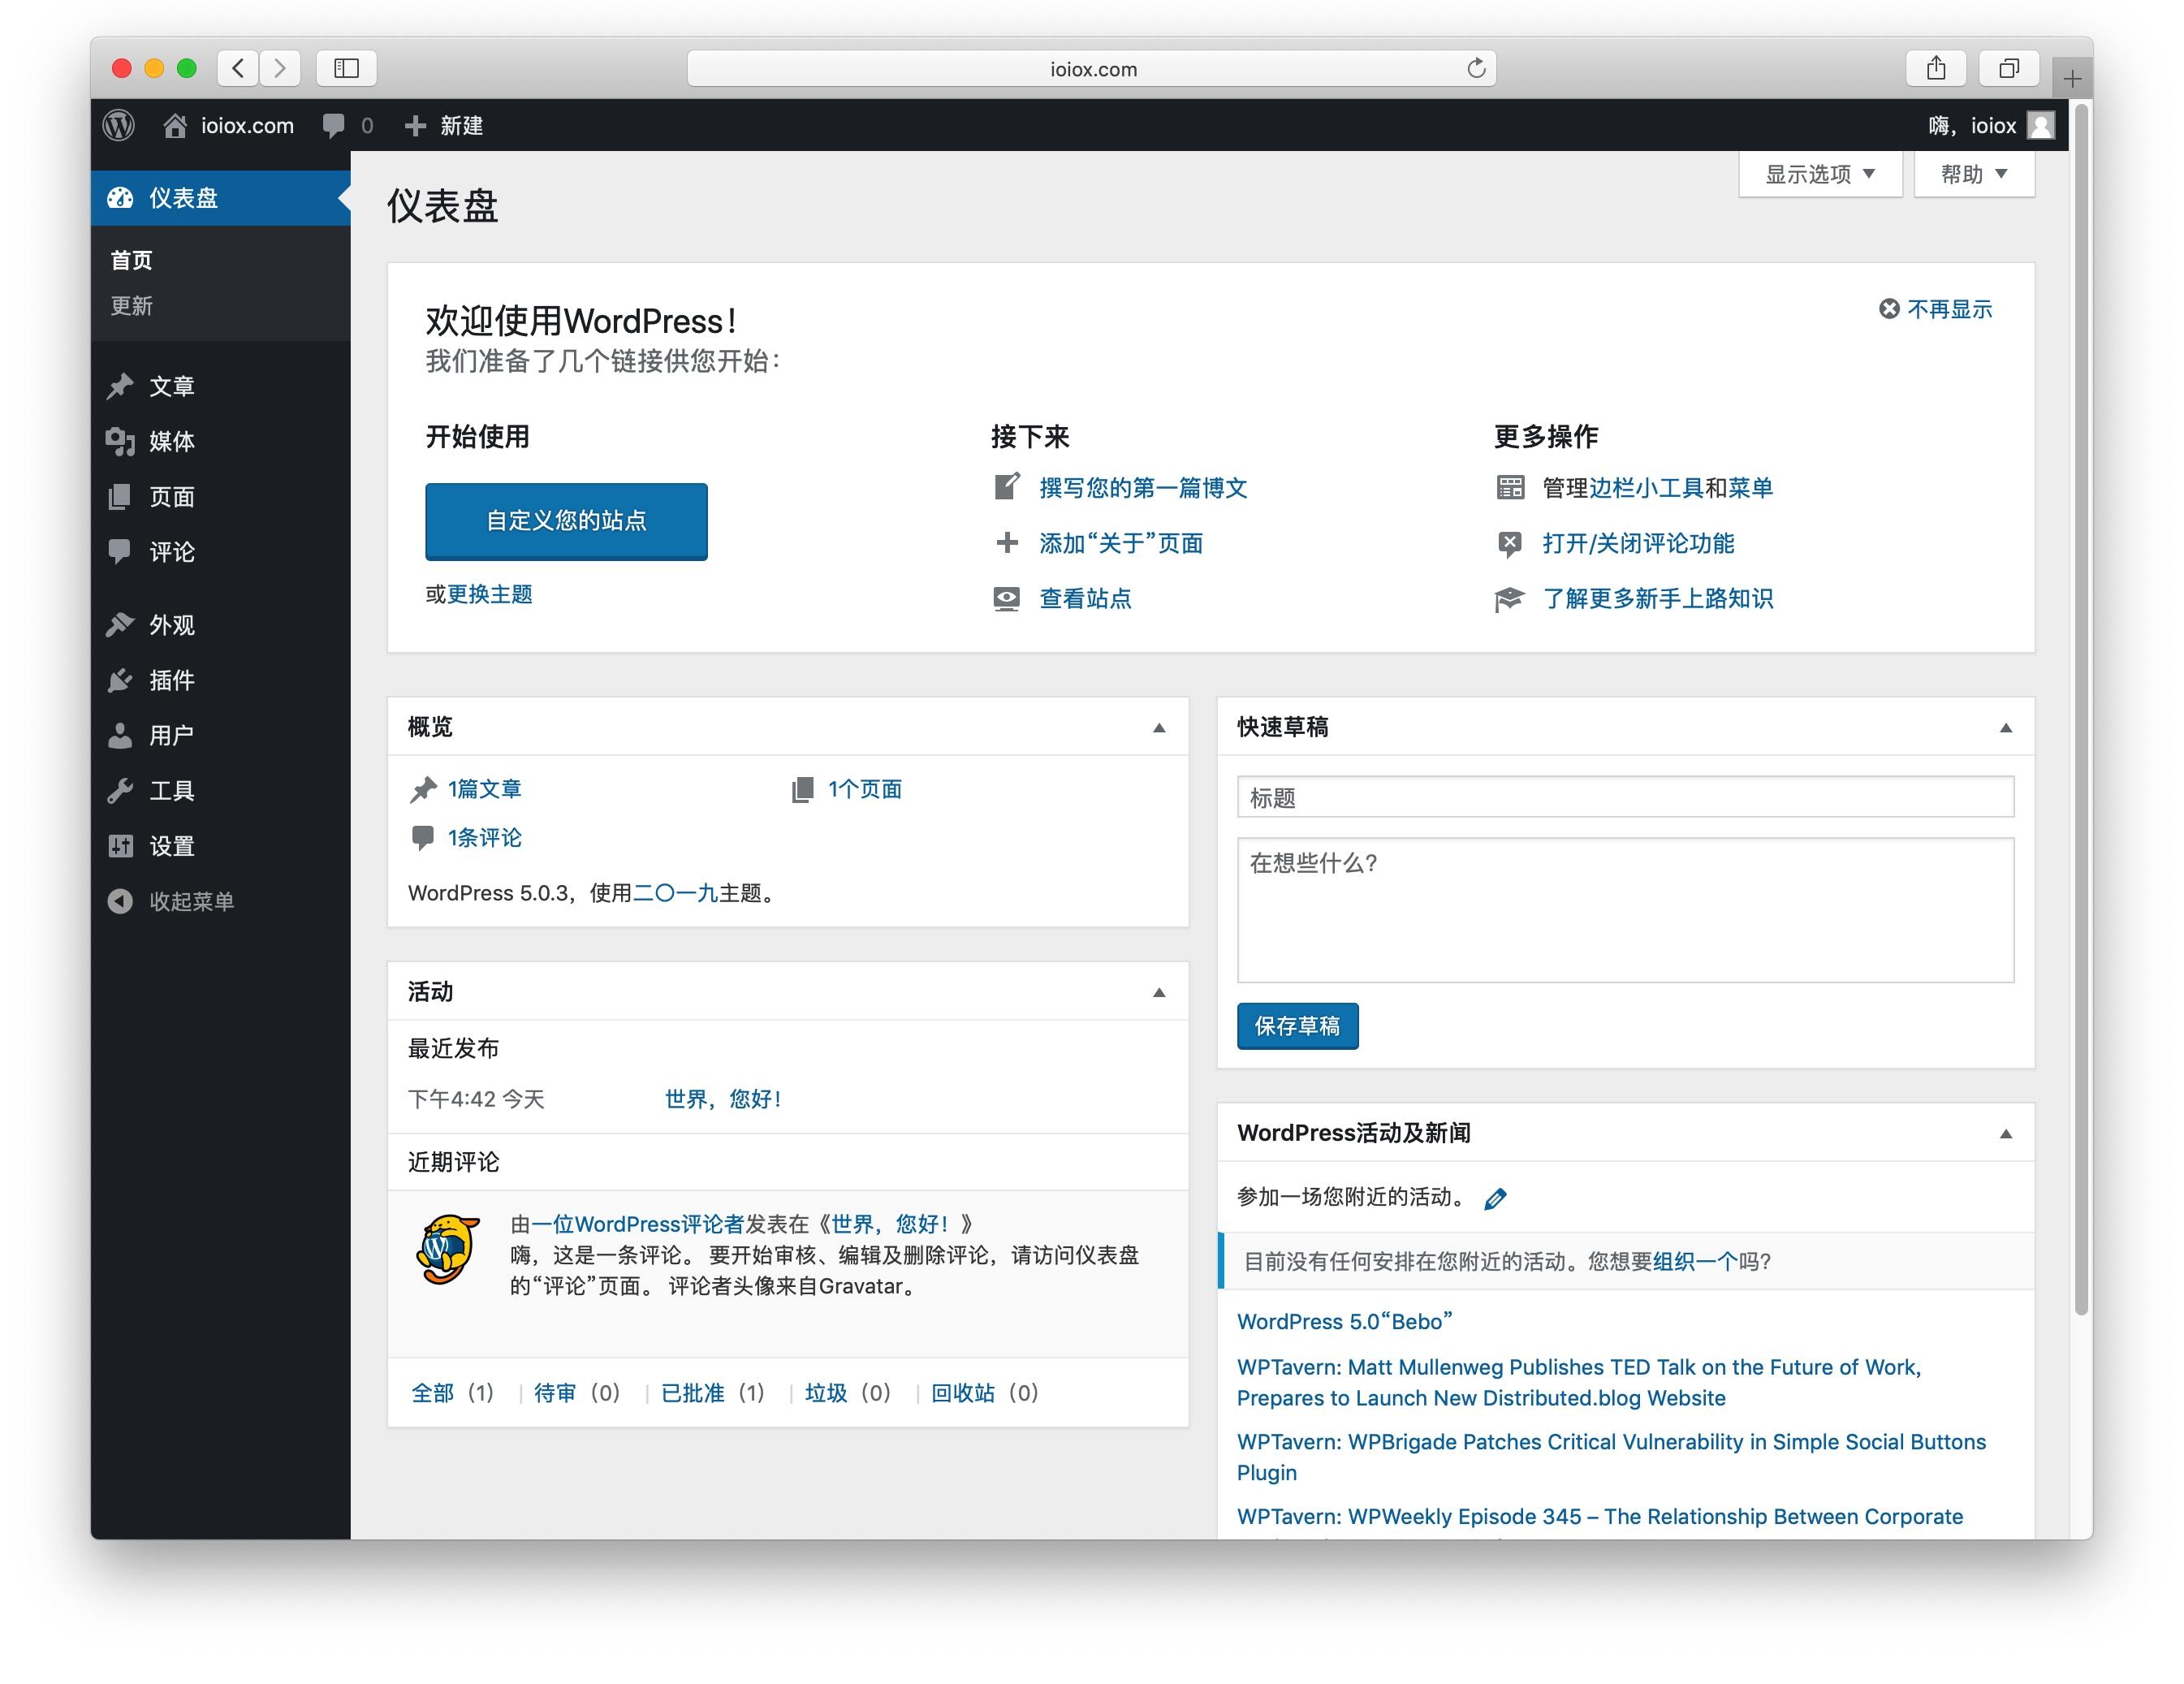 ioiox.com
ioiox.com
0
新建
嗨，ioiox
仪表盘
首页
更新
文章
媒体
页面
评论
外观
插件
用户
工具
设置
收起菜单
显示选项
帮助
仪表盘
欢迎使用WordPress！
我们准备了几个链接供您开始：
不再显示
开始使用
自定义您的站点
或更换主题
接下来
撰写您的第一篇博文
添加“关于”页面
查看站点
更多操作
管理边栏小工具和菜单
打开/关闭评论功能
了解更多新手上路知识
概览
1篇文章
1个页面
1条评论
WordPress 5.0.3，使用二〇一九主题。
活动
最近发布
下午4:42 今天
世界，您好！
近期评论
由一位WordPress评论者发表在《世界，您好！》
嗨，这是一条评论。 要开始审核、编辑及删除评论，请访问仪表盘
的“评论”页面。 评论者头像来自Gravatar。
全部（1） | 待审（0） | 已批准（1） | 垃圾（0） | 回收站（0）
快速草稿
标题
在想些什么？
保存草稿
WordPress活动及新闻
参加一场您附近的活动。
目前没有任何安排在您附近的活动。您想要组织一个吗？
WordPress 5.0“Bebo”
WPTavern: Matt Mullenweg Publishes TED Talk on the Future of Work,
Prepares to Launch New Distributed.blog Website
WPTavern: WPBrigade Patches Critical Vulnerability in Simple Social Buttons
Plugin
WPTavern: WPWeekly Episode 345 – The Relationship Between Corporate